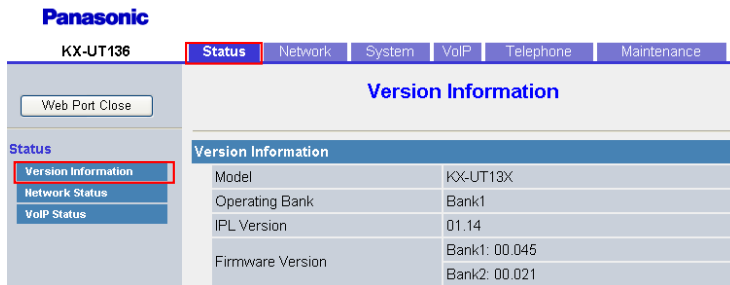 Panasonic
KX-UT136
Status Network System VoIP Telephone Maintenance
Web Port Close
Version Information
Status
Version Information
Network Status
VoIP Status
Version Information
Model KX-UT13X
Operating Bank Bank1
IPL Version 01.14
Firmware Version Bank1: 00.045
Bank2: 00.021